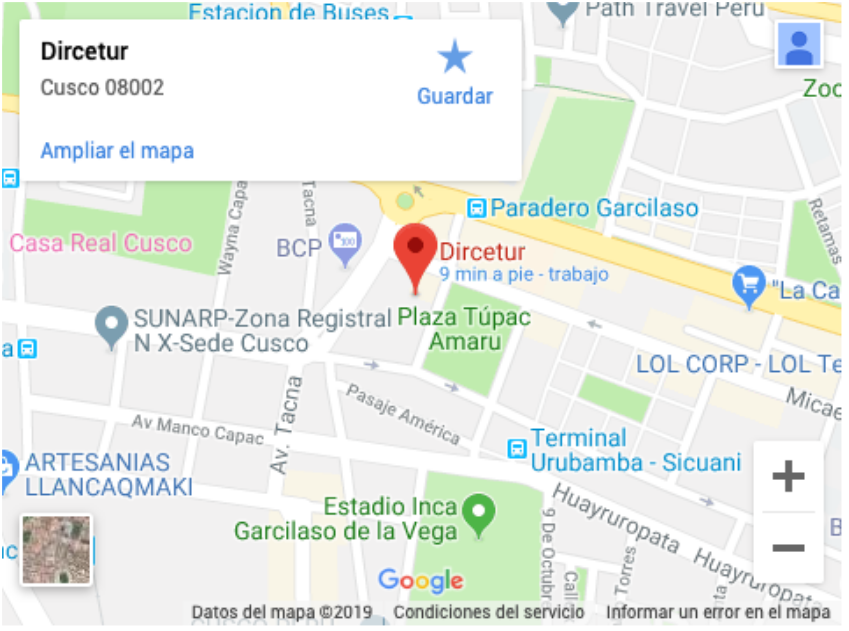 Estacion de Buses
Path Travel Peru
Dircetur
Cusco 08002
Guardar
Ampliar el mapa
Zoo
Tacna
Wayna Capa
Retamas
Paradero Garcilaso
Casa Real Cusco
BCP
Dircetur
9 min a pie - trabajo
"La Ca
SUNARP-Zona Registral
N X-Sede Cusco
Plaza Túpac
Amaru
a
LOL CORP - LOL Te
Micae
Pasaje América
Av. Tacna
Av Manco Capac
Terminal
Urubamba - Sicuani
ARTESANIAS
LLANCAQMAKI
Estadio Inca
Garcilaso de la Vega
Huayruropata
9 De Octubre
Calle
Torres
Huayruropata
Google
Datos del mapa ©2019 Condiciones del servicio Informar un error en el mapa